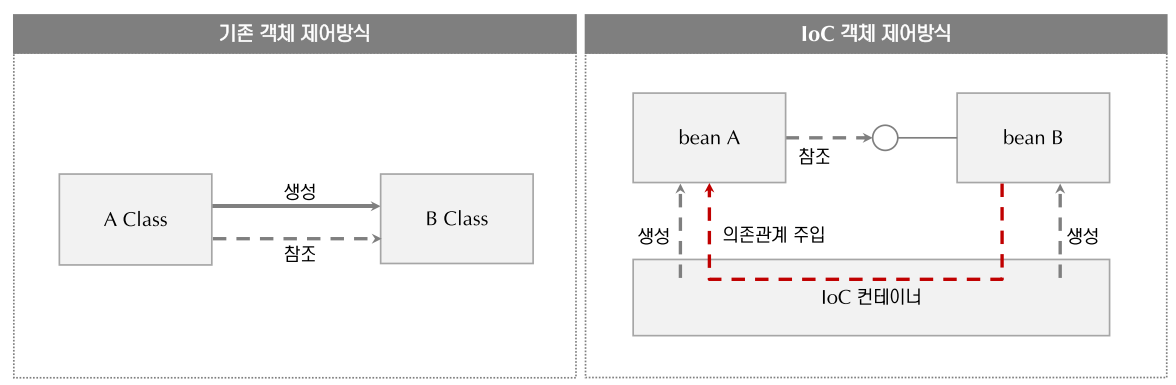 기존 객체 제어방식
A Class
생성
참조
B Class
IoC 객체 제어방식
bean A
참조
bean B
생성
의존관계 주입
생성
IoC 컨테이너